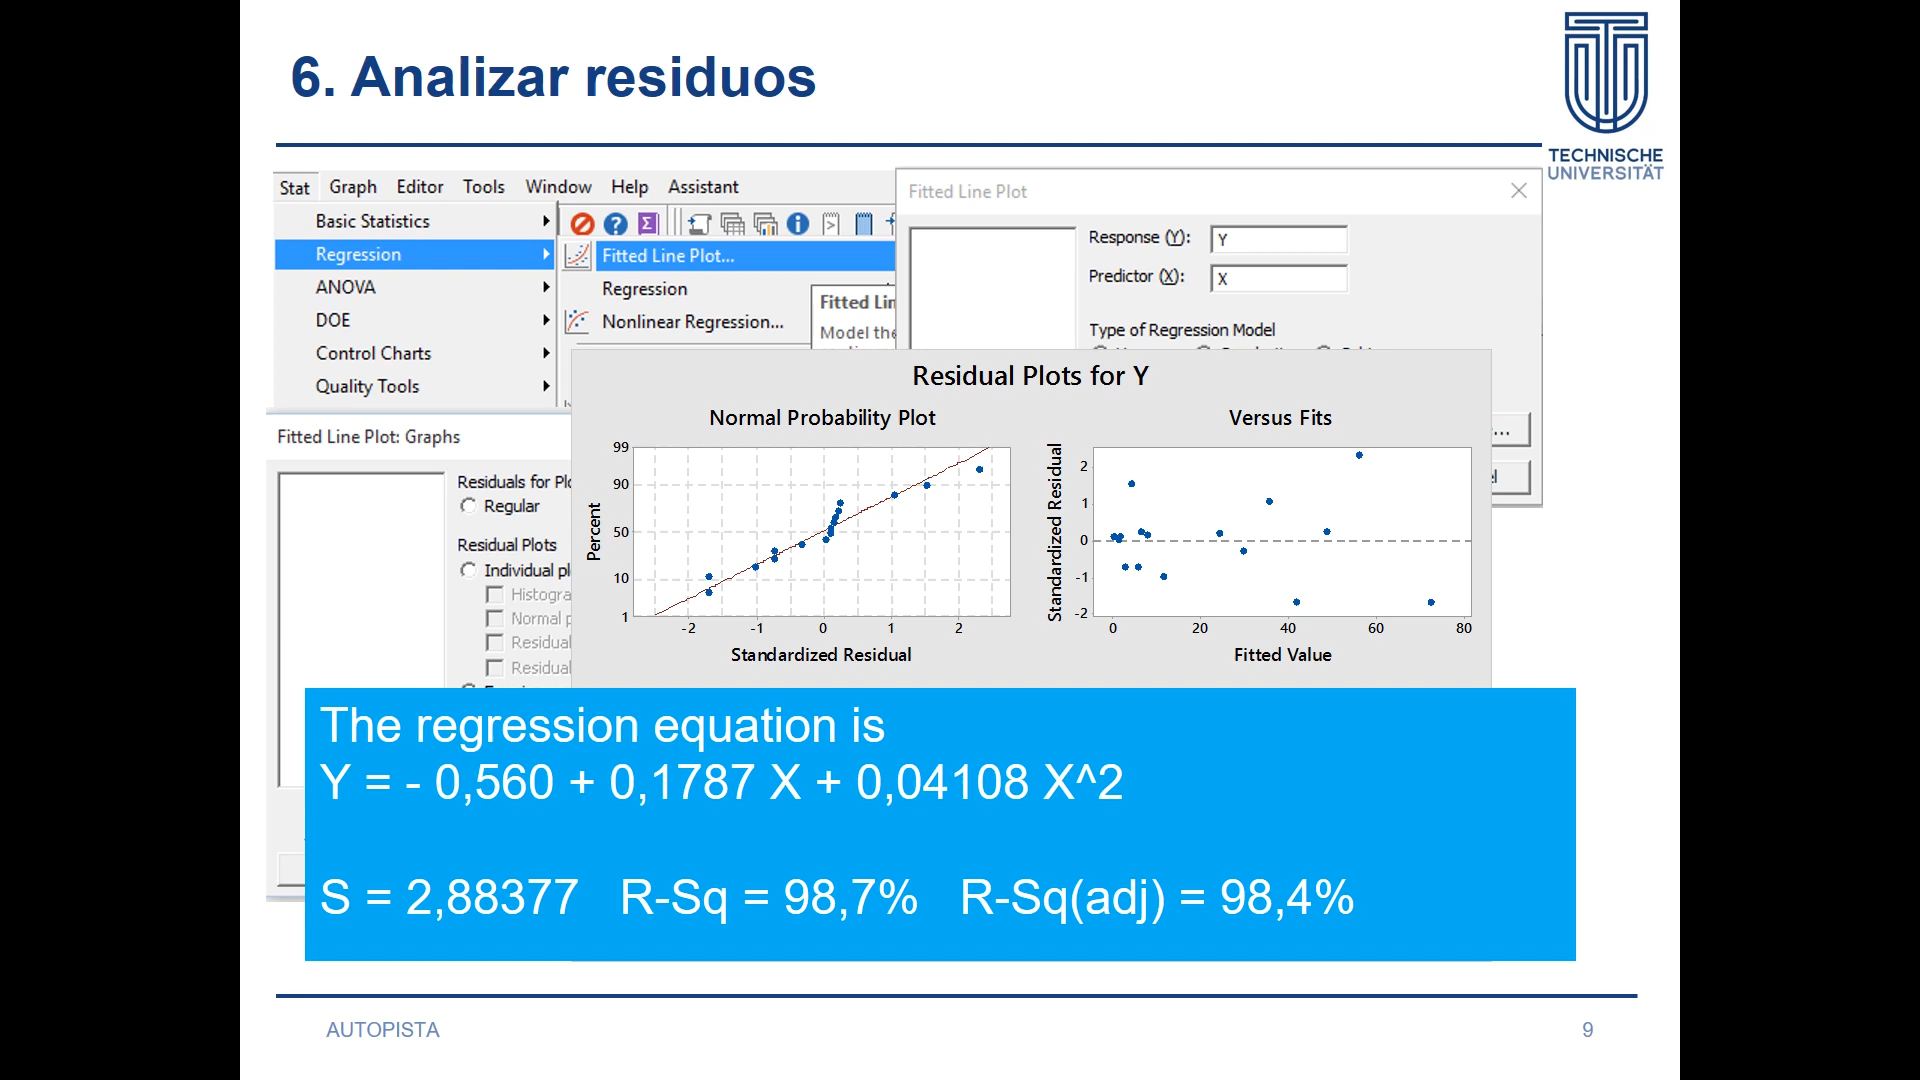 6. Analizar residuos
TECHNISCHE
UNIVERSITÄT
Stat Graph Editor Tools Window Help Assistant
Basic Statistics
Regression
ANOVA
DOE
Control Charts
Quality Tools
Fitted Line Plot...
Regression
Nonlinear Regression...
Fitted Lin
Model the
Fitted Line Plot
Response (Y): Y
Predictor (X): X
Type of Regression Model
Fitted Line Plot: Graphs
Residuals for Plo
Regular
Residual Plots
Individual pl
Histogra
Normal p
Residual
Residual
Residual Plots for Y
Normal Probability Plot
99
90
50
10
1
Percent
-2 -1 0 1 2
Standardized Residual
Versus Fits
2
1
0
-1
-2
Standardized Residual
0 20 40 60 80
Fitted Value
The regression equation is
Y = - 0,560 + 0,1787 X + 0,04108 X^2
S = 2,88377 R-Sq = 98,7% R-Sq(adj) = 98,4%
AUTOPISTA
9